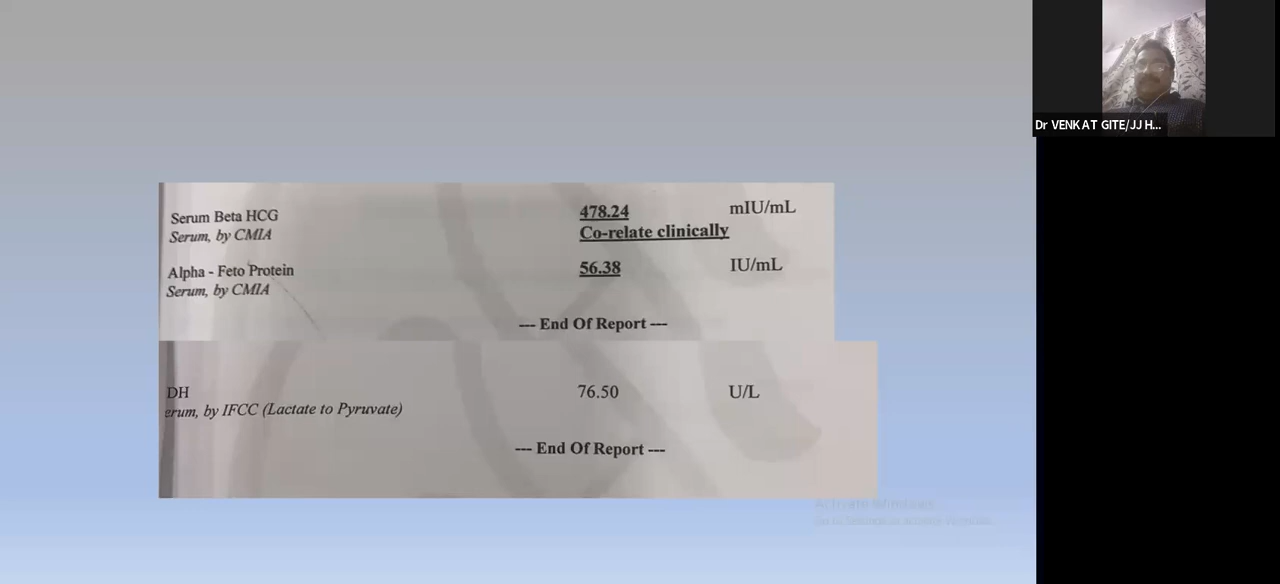 Serum Beta HCG 478.24 mIU/mL
Serum, by CMIA Co-relate clinically
Alpha - Feto Protein 56.38 IU/mL
Serum, by CMIA
--- End Of Report ---
DH 76.50 U/L
erum, by IFCC (Lactate to Pyruvate)
--- End Of Report ---
Activate Windows
Dr VENKAT GITE/JJ H...